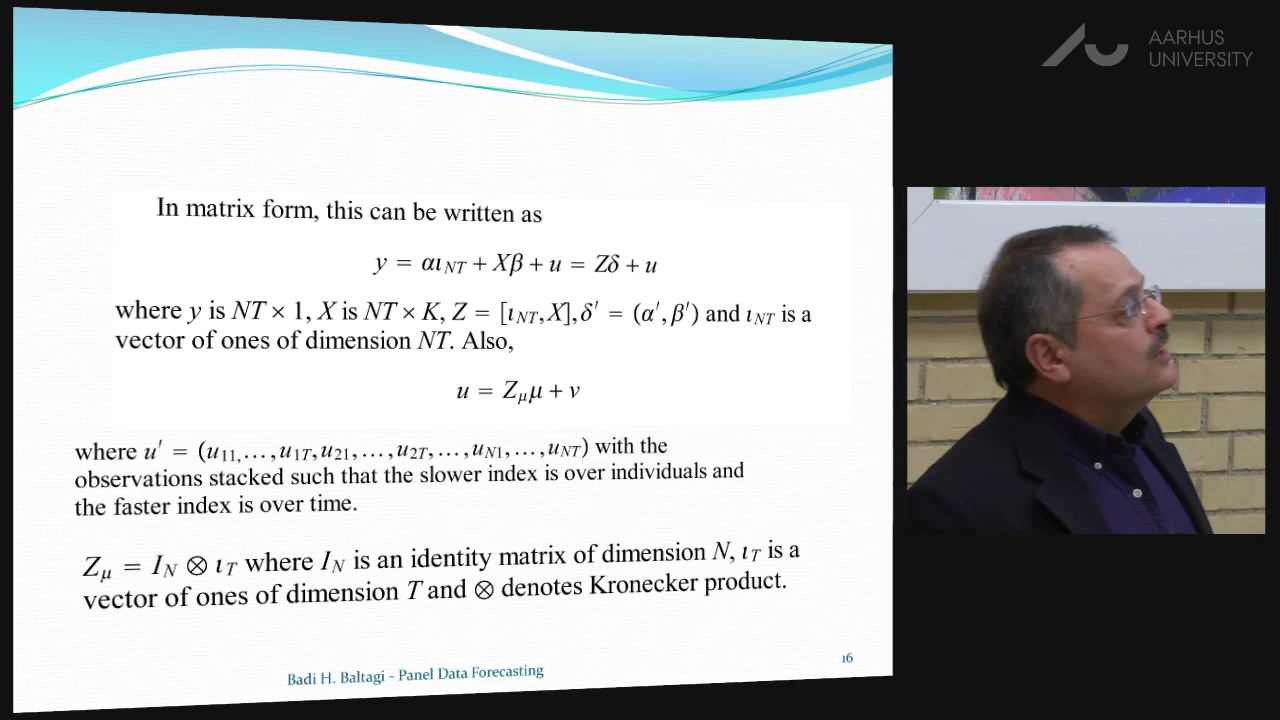 AARHUS
UNIVERSITY
In matrix form, this can be written as
y = αι_NT + Xβ + u = Zδ + u
where y is NT × 1, X is NT × K, Z = [ι_NT, X], δ′ = (α′, β′) and ι_NT is a
vector of ones of dimension NT. Also,
u = Z_μμ + ν
where u′ = (u_11, …, u_1T, u_21, …, u_2T, …, u_N1, …, u_NT) with the
observations stacked such that the slower index is over individuals and
the faster index is over time.
Z_μ = I_N ⊗ ι_T where I_N is an identity matrix of dimension N, ι_T is a
vector of ones of dimension T and ⊗ denotes Kronecker product.
Badi H. Baltagi - Panel Data Forecasting
16